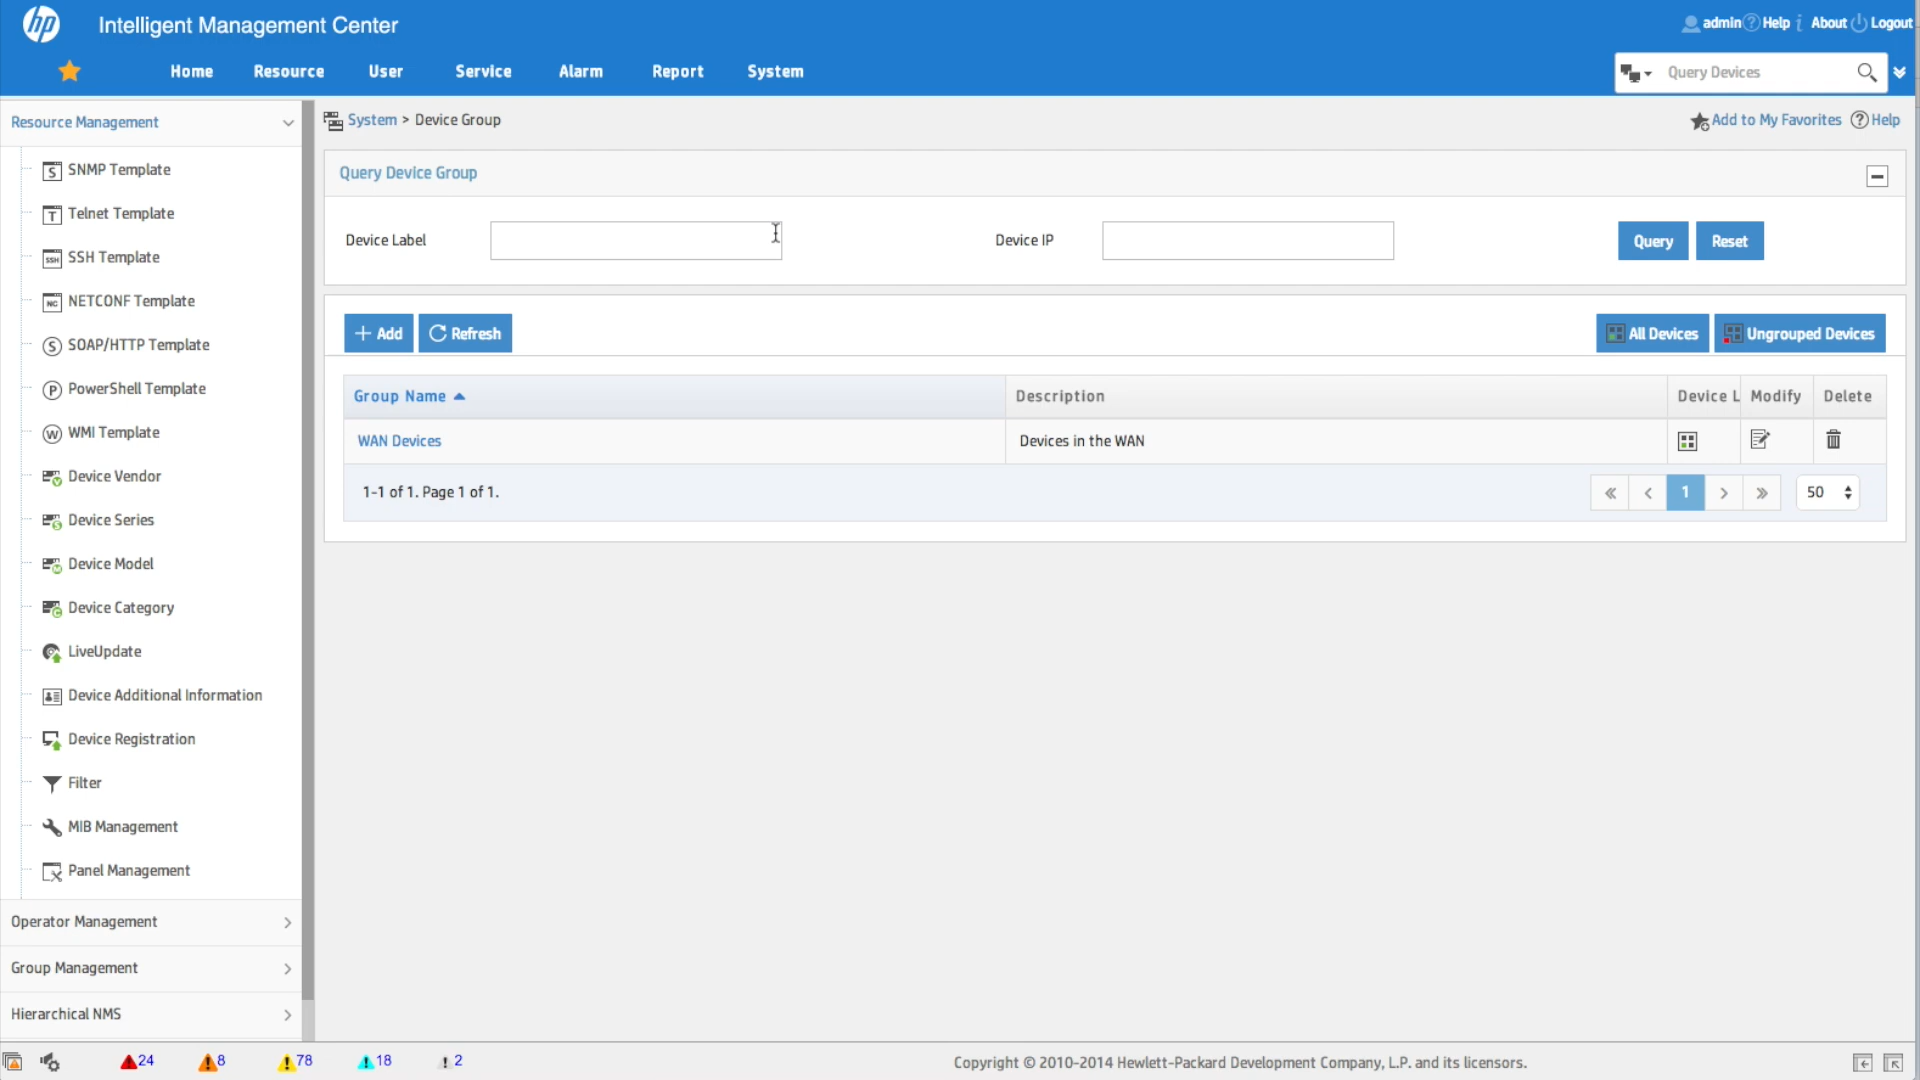 hp Intelligent Management Center
admin Help About Logout
Home Resource User Service Alarm Report System
Query Devices
Resource Management
SNMP Template
Telnet Template
SSH Template
NETCONF Template
SOAP/HTTP Template
PowerShell Template
WMI Template
Device Vendor
Device Series
Device Model
Device Category
LiveUpdate
Device Additional Information
Device Registration
Filter
MIB Management
Panel Management
Operator Management
Group Management
Hierarchical NMS
System > Device Group
Add to My Favorites Help
Query Device Group
Device Label Device IP Query Reset
Add Refresh All Devices Ungrouped Devices
Group Name Description Device L Modify Delete
WAN Devices Devices in the WAN
1-1 of 1. Page 1 of 1. « < 1 > » 50
24 8 78 18 2
Copyright © 2010-2014 Hewlett-Packard Development Company, L.P. and its licensors.